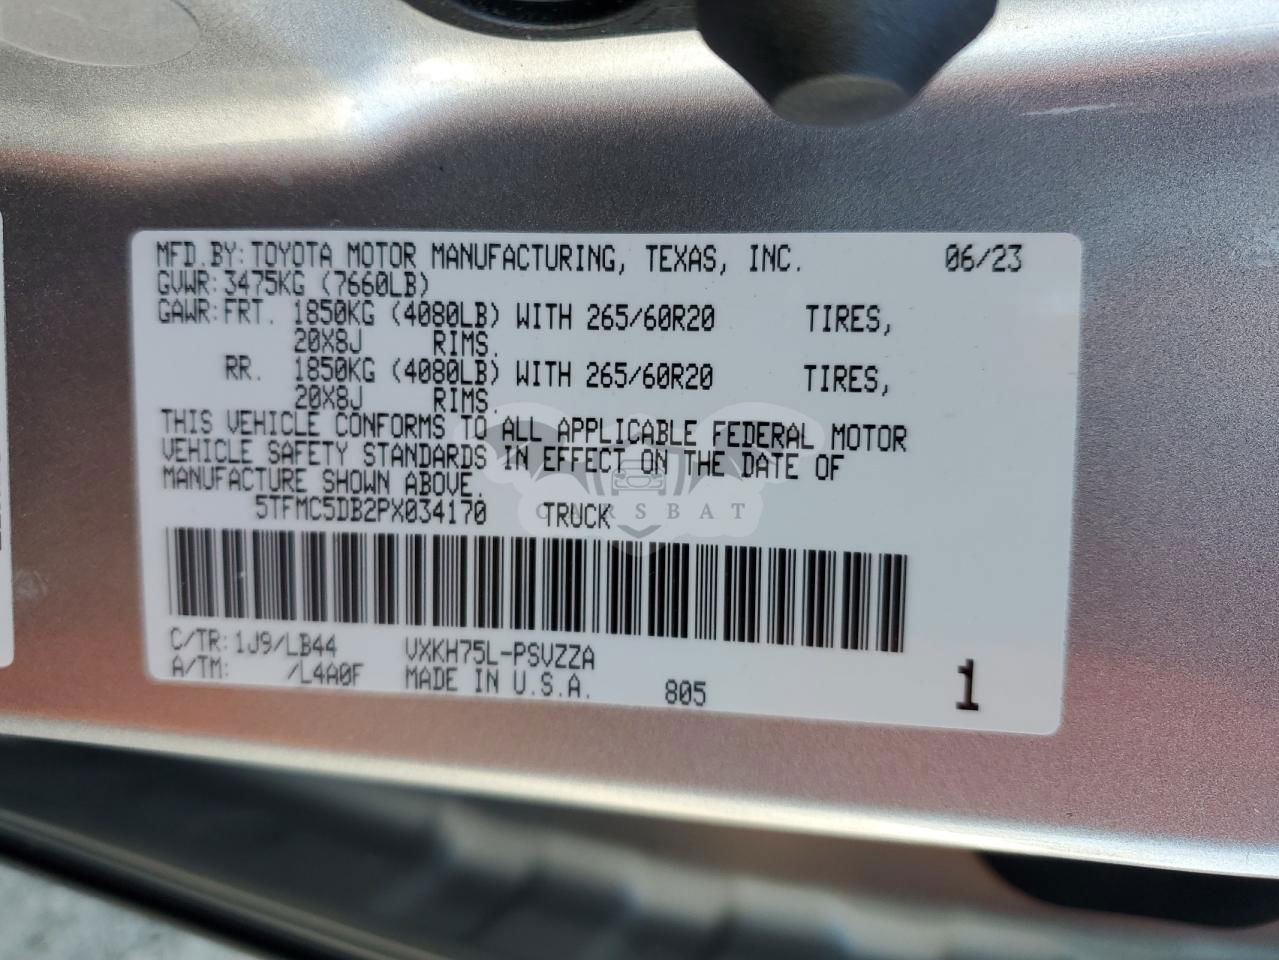 MFD.BY:TOYOTA MOTOR MANUFACTURING, TEXAS, INC. 06/23
GVWR:3475KG (7660LB)
GAWR:FRT. 1850KG (4080LB) WITH 265/60R20 TIRES,
20X8J RIMS.
RR. 1850KG (4080LB) WITH 265/60R20 TIRES,
20X8J RIMS.
THIS VEHICLE CONFORMS TO ALL APPLICABLE FEDERAL MOTOR
VEHICLE SAFETY STANDARDS IN EFFECT ON THE DATE OF
MANUFACTURE SHOWN ABOVE.
5TFMC5DB2PX034170 TRUCK
CARSBAT
C/TR:1J9/LB44 VXKH75L-PSVZZA
A/TM: /L4A0F MADE IN U.S.A. 805 1